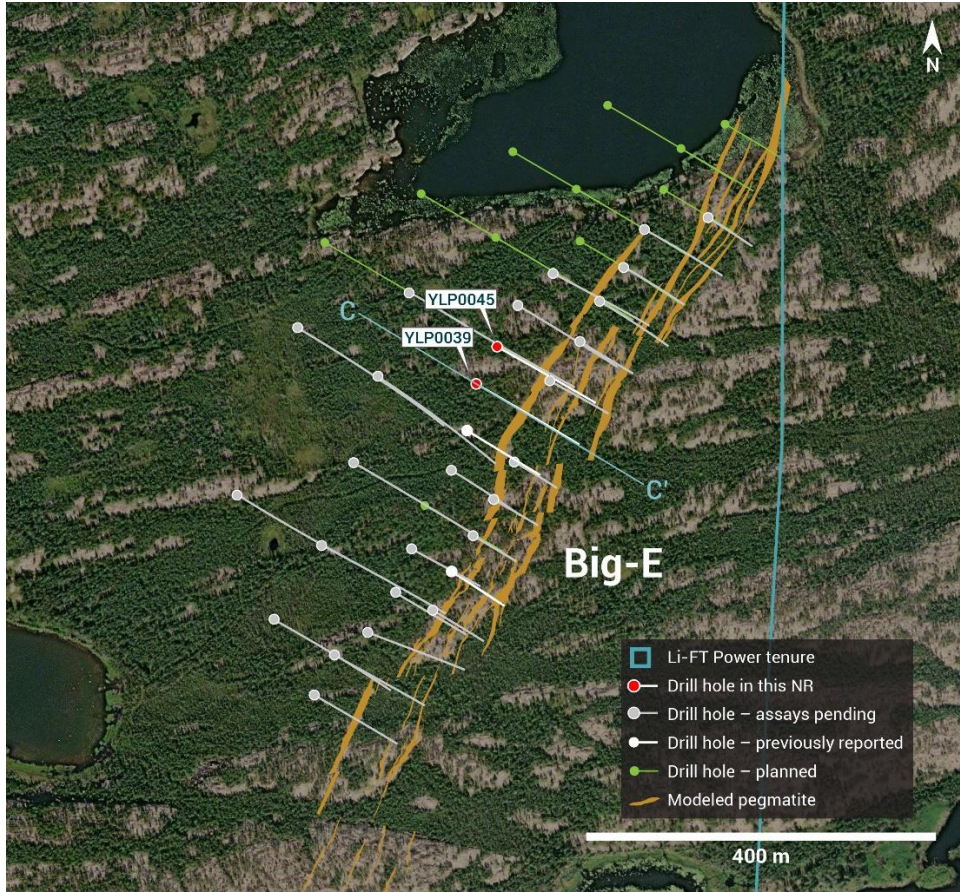 N
YLP0045
C
YLP0039
C'
Big-E
Li-FT Power tenure
Drill hole in this NR
Drill hole – assays pending
Drill hole – previously reported
Drill hole – planned
Modeled pegmatite
400 m